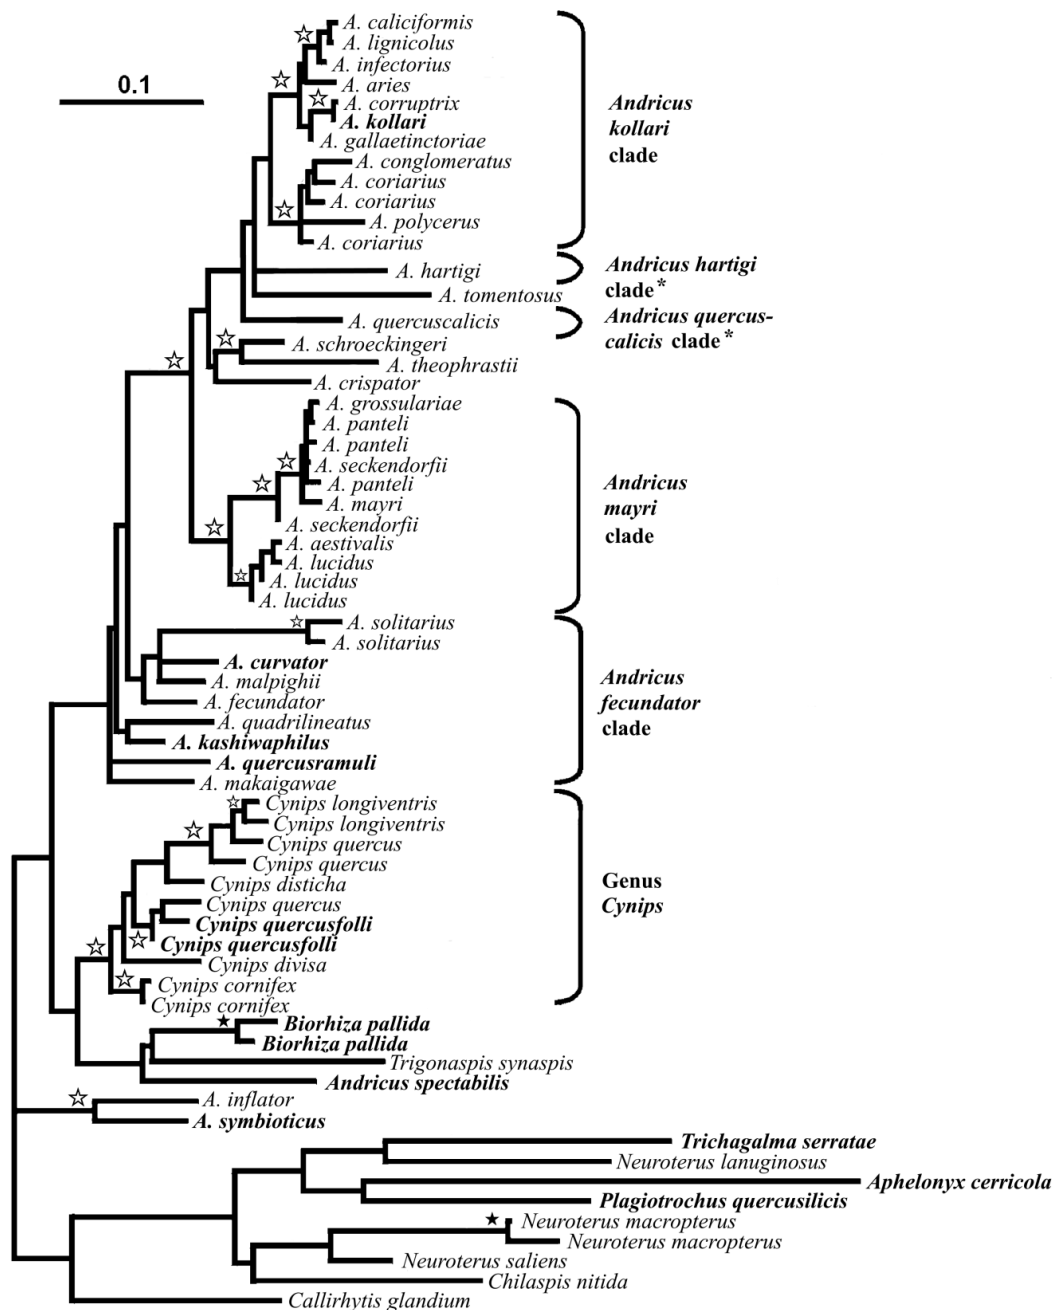 A. caliciformis
A. lignicolus
A. infectorius
0.1
A. aries
A. corruptrix
A. kollari
A. gallaetinctoriae
Andricus
kollari
clade
A. conglomeratus
A. coriarius
A. coriarius
A. polycerus
A. coriarius
A. hartigi
Andricus hartigi
clade*
A. tomentosus
A. quercuscalicis
Andricus quercus-
calicis clade*
A. schroeckingeri
A. theophrastii
A. crispator
A. grossulariae
A. panteli
A. panteli
A. seckendorfii
A. panteli
A. mayri
A. seckendorfii
Andricus
mayri
clade
A. aestivalis
A. lucidus
A. lucidus
A. lucidus
A. solitarius
A. solitarius
A. curvator
A. malpighii
A. fecundator
A. quadrilineatus
A. kashiwaphilus
Andricus
fecundator
clade
A. quercusramuli
A. makaigawae
Cynips longiventris
Cynips longiventris
Cynips quercus
Cynips quercus
Cynips disticha
Cynips quercus
Cynips quercusfolli
Cynips quercusfolli
Genus
Cynips
Cynips divisa
Cynips cornifex
Cynips cornifex
Biorhiza pallida
Biorhiza pallida
Trigonaspis synaspis
Andricus spectabilis
A. inflator
A. symbioticus
Trichagalma serratae
Neuroterus lanuginosus
Aphelonyx cerricola
Plagiotrochus quercusilicis
Neuroterus macropterus
Neuroterus macropterus
Neuroterus saliens
Chilaspis nitida
Callirhytis glandium